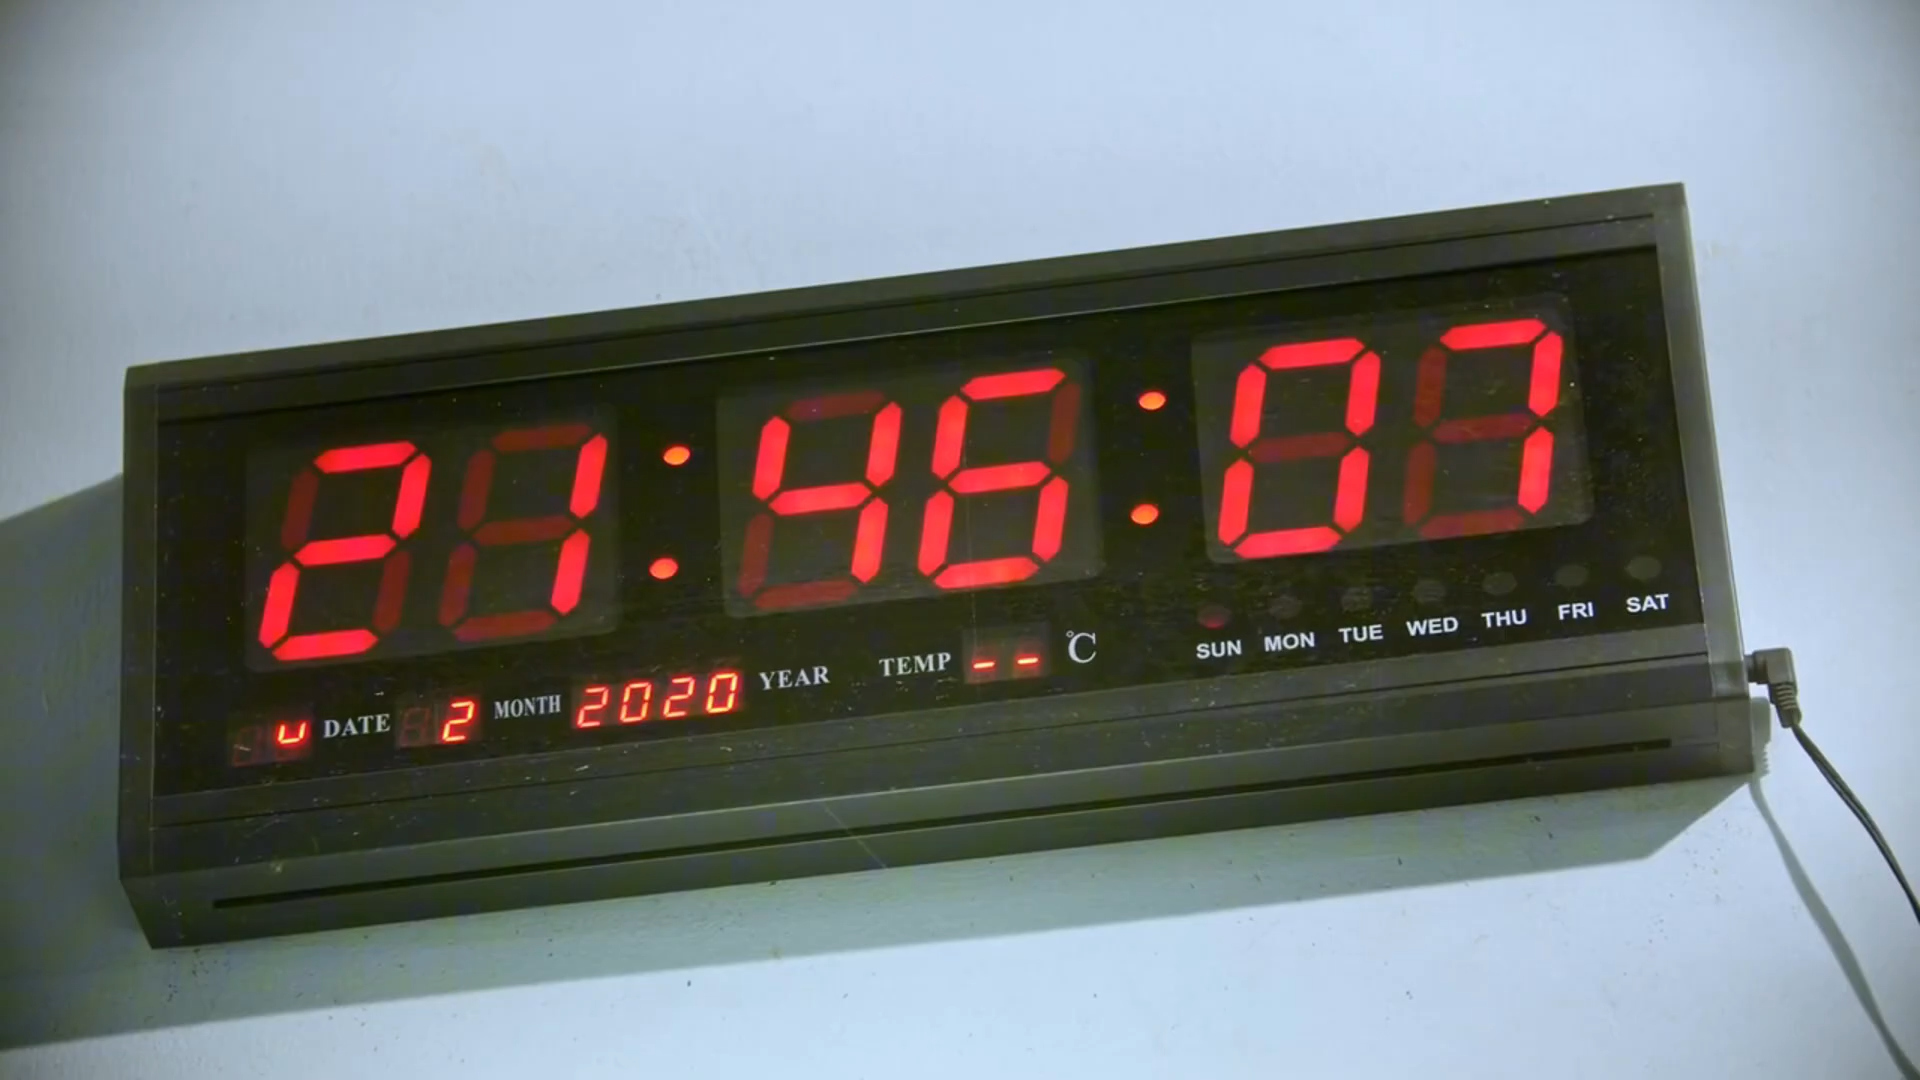 21:46:07
SUN MON TUE WED THU FRI SAT
DATE 2 MONTH 2020 YEAR TEMP -- °C